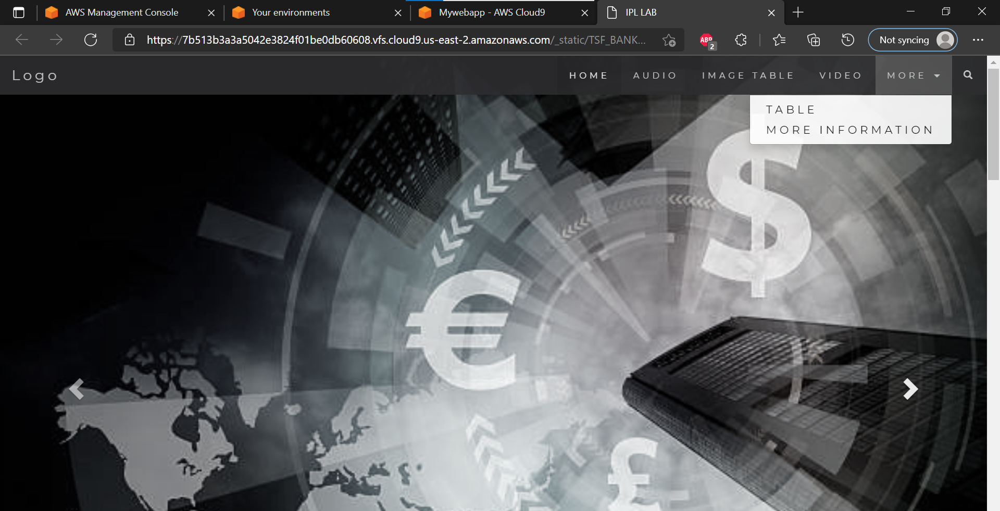 AWS Management Console
Your environments
Mywebapp - AWS Cloud9
IPL LAB
https://7b513b3a3a5042e3824f01be0db60608.vfs.cloud9.us-east-2.amazonaws.com/_static/TSF_BANK...
ABP
2
Not syncing
Logo
HOME
AUDIO
IMAGE TABLE
VIDEO
MORE
TABLE
MORE INFORMATION
$
€
£